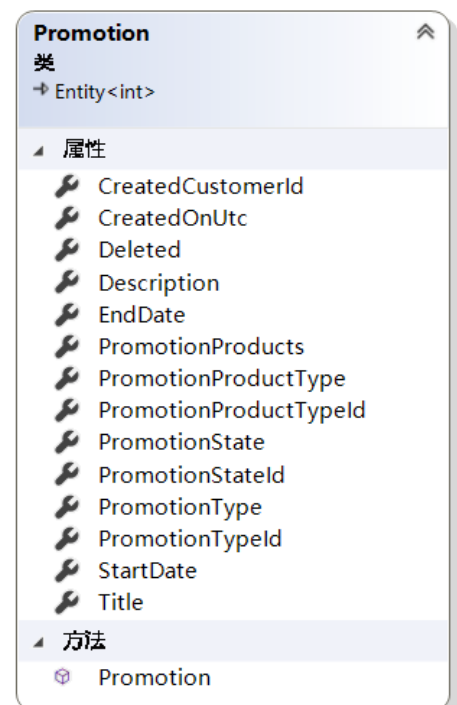 Promotion
类
Entity<int>
属性
CreatedCustomerId
CreatedOnUtc
Deleted
Description
EndDate
PromotionProducts
PromotionProductType
PromotionProductTypeId
PromotionState
PromotionStateId
PromotionType
PromotionTypeId
StartDate
Title
方法
Promotion